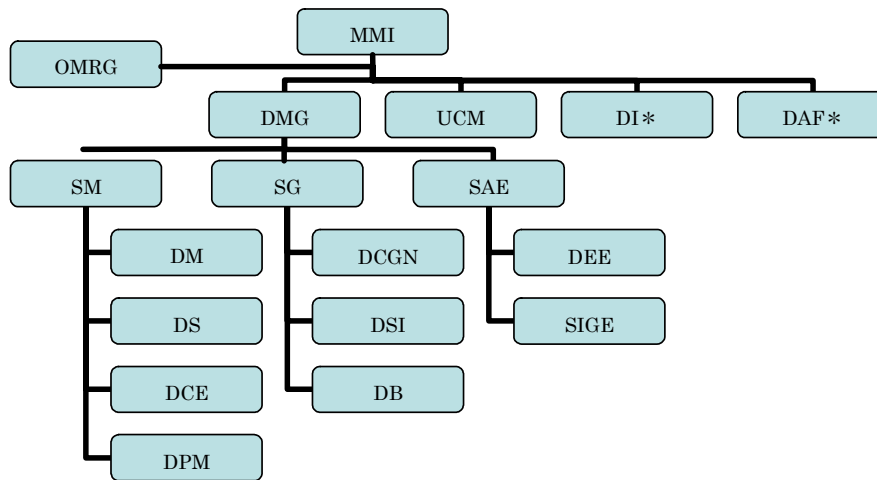 MMI
OMRG
DMG
UCM
DI*
DAF*
SM
SG
SAE
DM
DCGN
DEE
DS
DSI
SIGE
DCE
DB
DPM